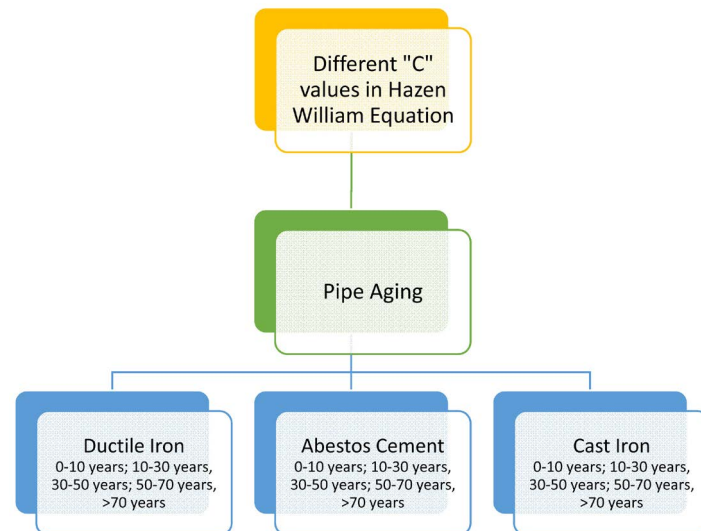 Different "C"
values in Hazen
William Equation
Pipe Aging
Ductile Iron
0-10 years; 10-30 years,
30-50 years; 50-70 years,
>70 years
Abestos Cement
0-10 years; 10-30 years,
30-50 years; 50-70 years,
>70 years
Cast Iron
0-10 years; 10-30 years,
30-50 years; 50-70 years,
>70 years